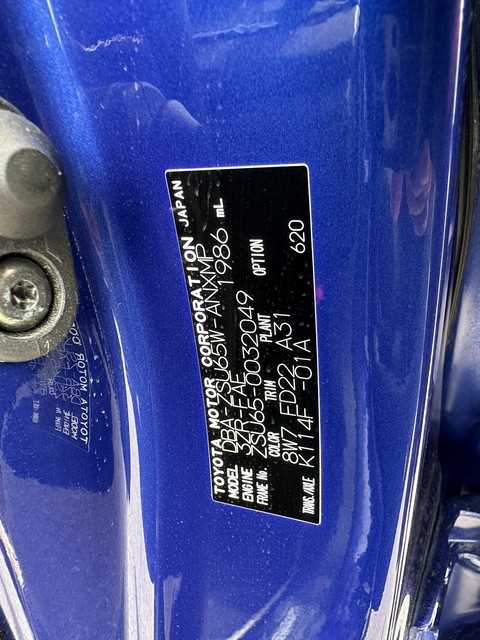 TOYOTA MOTOR CORPORATION JAPAN
MODEL DBA-ZSU65W-ANXMP
ENGINE 3ZR-FAE 1986 mL
FRAME No. ZSU65-0032049
COLOR TRIM PLANT OPTION
8W7 FD22 A31 620
TRANS./AXLE K114F -01A